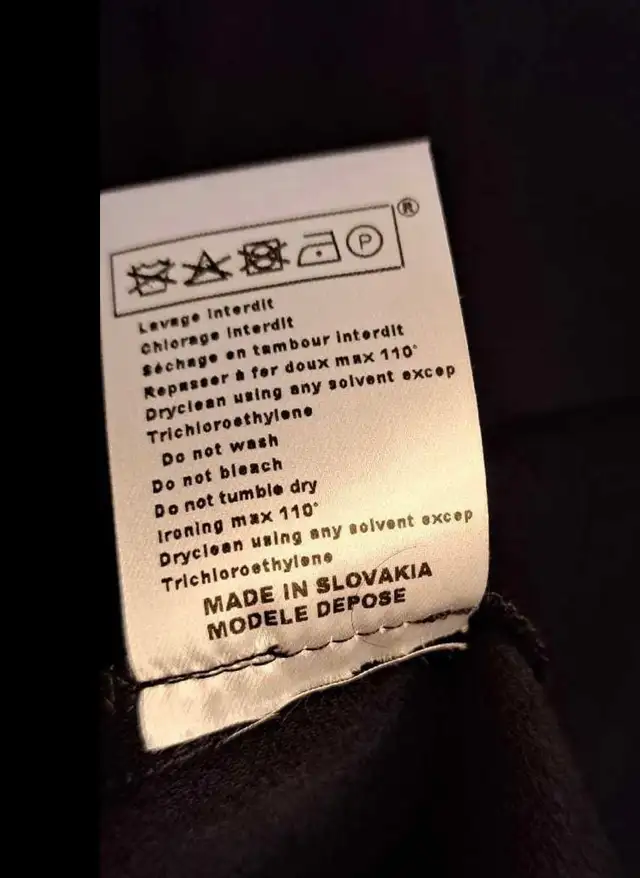 ®
P
Lavage interdit
Chlorage interdit
Séchage en tambour interdit
Repasser à fer doux max 110°
Dryclean using any solvent excep
Trichloroethylene
Do not wash
Do not bleach
Do not tumble dry
Ironing max 110°
Dryclean using any solvent excep
Trichloroethylene
MADE IN SLOVAKIA
MODELE DEPOSE